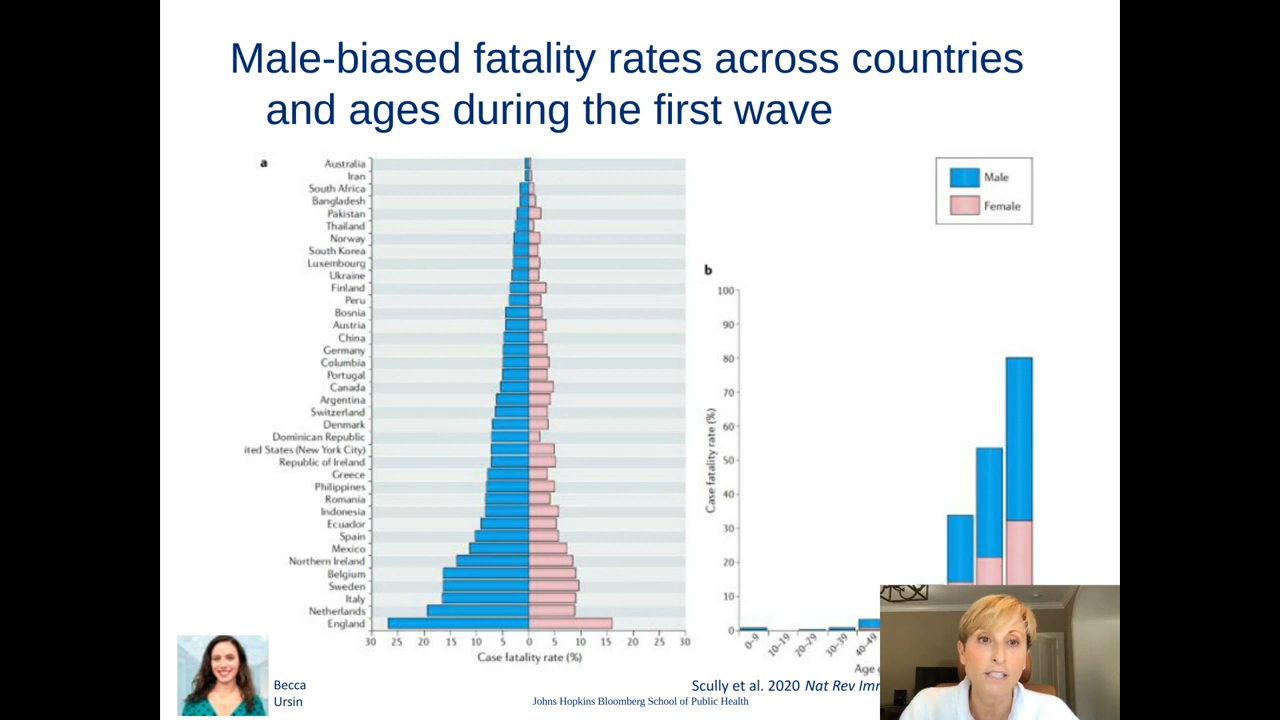 Male-biased fatality rates across countries
and ages during the first wave
a
Australia
Iran
South Africa
Bangladesh
Pakistan
Thailand
Norway
South Korea
Luxembourg
Ukraine
Finland
Peru
Bosnia
Austria
China
Germany
Columbia
Portugal
Canada
Argentina
Switzerland
Denmark
Dominican Republic
ited States (New York City)
Republic of Ireland
Greece
Philippines
Romania
Indonesia
Ecuador
Spain
Mexico
Northern Ireland
Belgium
Sweden
Italy
Netherlands
England
30 25 20 15 10 5 0 5 10 15 20 25 30
Case fatality rate (%)
Male
Female
b
100
90
80
70
60
50
40
30
20
10
0
Case fatality rate (%)
0–9 10–19 20–29 30–39 40–49
Age
Scully et al. 2020 Nat Rev Imm
Becca
Ursin
Johns Hopkins Bloomberg School of Public Health